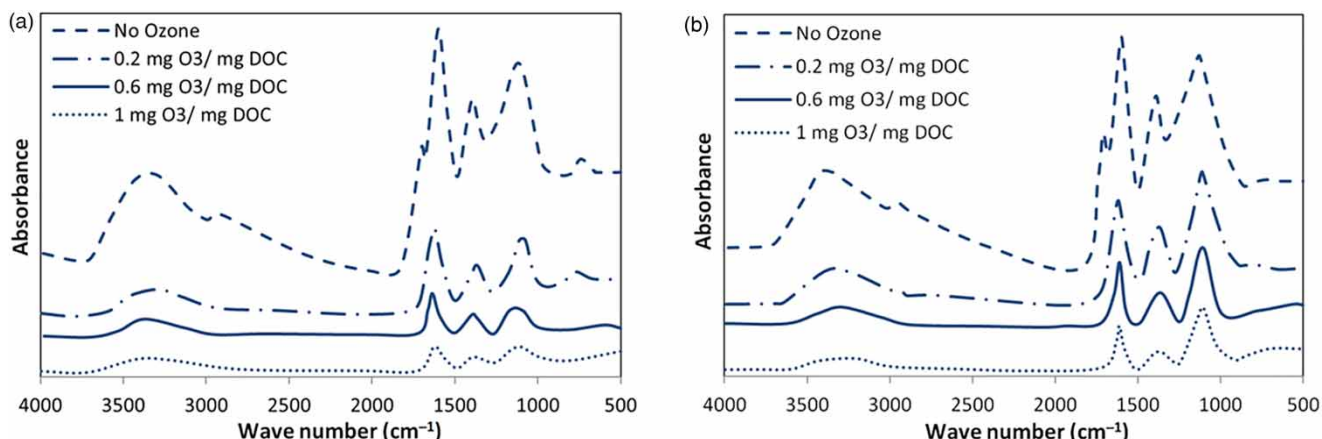 (a)
No Ozone
0.2 mg O3/ mg DOC
0.6 mg O3/ mg DOC
1 mg O3/ mg DOC
Absorbance
4000 3500 3000 2500 2000 1500 1000 500
Wave number (cm⁻¹)
(b)
No Ozone
0.2 mg O3/ mg DOC
0.6 mg O3/ mg DOC
1 mg O3/ mg DOC
Absorbance
4000 3500 3000 2500 2000 1500 1000 500
Wave number (cm⁻¹)